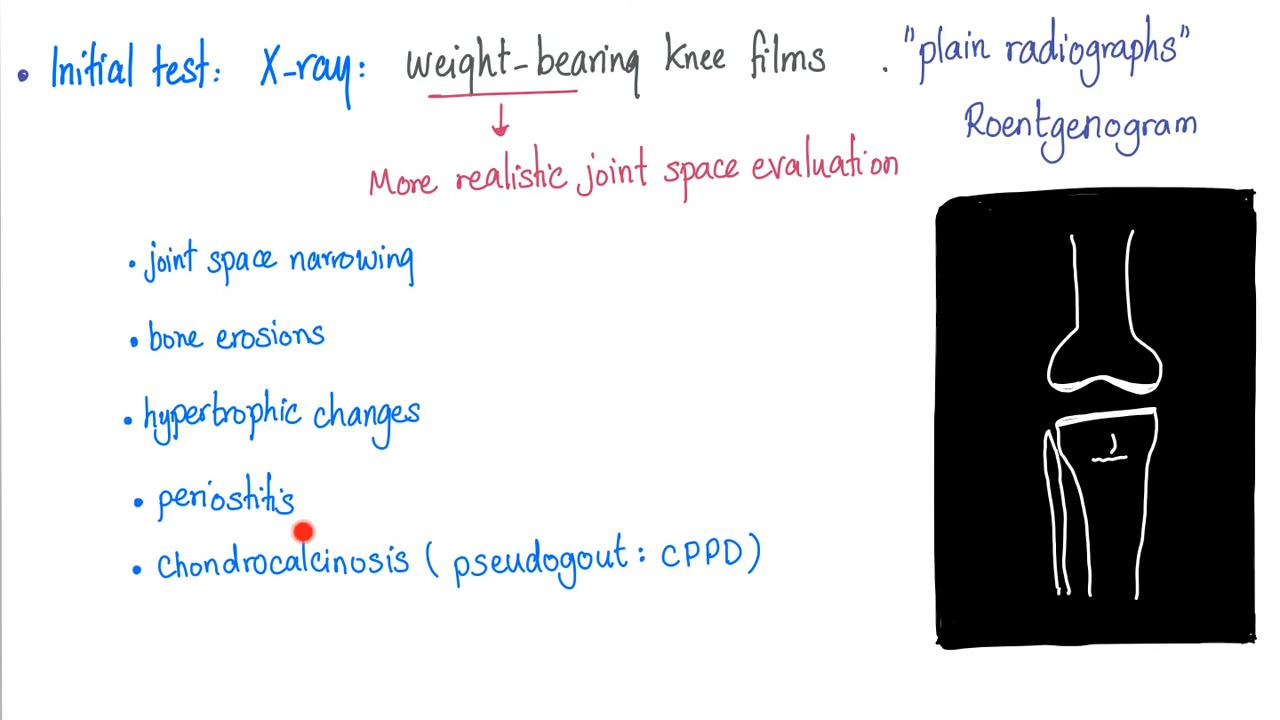 • Initial test: X-ray: weight-bearing knee films. "plain radiographs"
Roentgenogram
More realistic joint space evaluation
• joint space narrowing
• bone erosions
• hypertrophic changes
• periostitis
• chondrocalcinosis (pseudogout: CPPD)